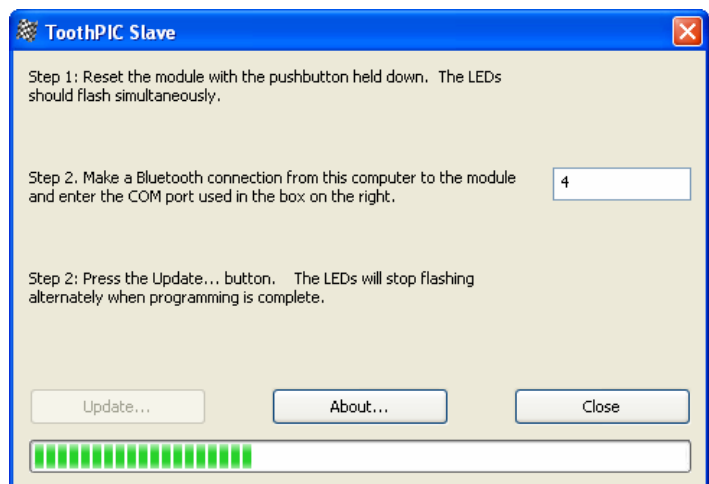 ToothPIC Slave
Step 1: Reset the module with the pushbutton held down.  The LEDs
should flash simultaneously.
Step 2. Make a Bluetooth connection from this computer to the module
and enter the COM port used in the box on the right.
4
Step 2: Press the Update... button.   The LEDs will stop flashing
alternately when programming is complete.
Update...
About...
Close